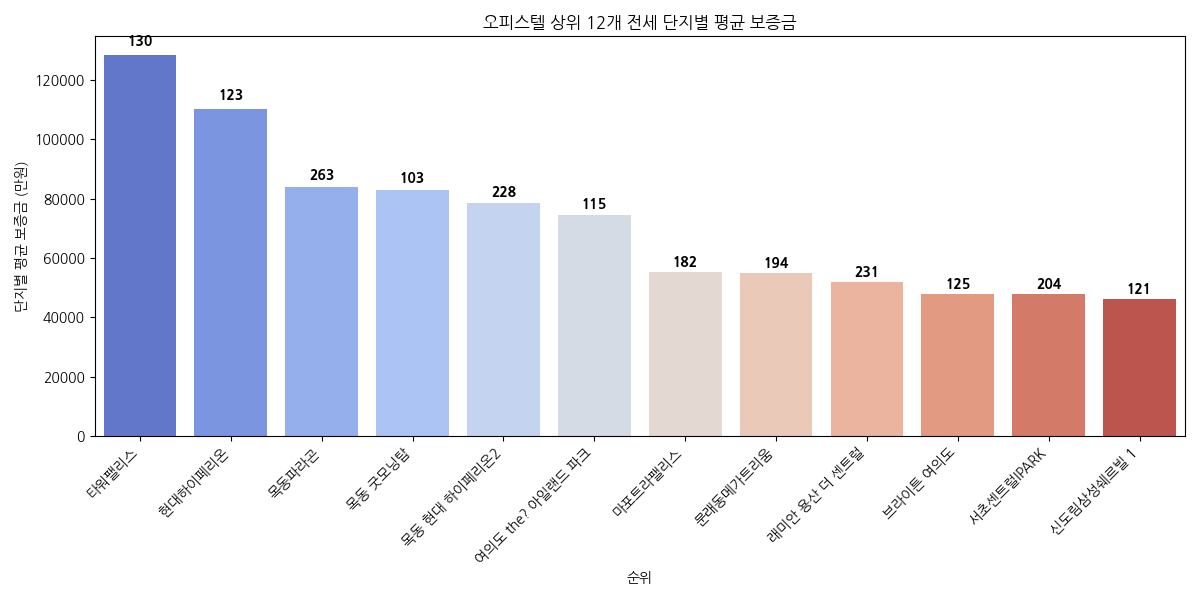 오피스텔 상위 12개 전세 단지별 평균 보증금
단지별 평균 보증금 (만원)
120000
100000
80000
60000
40000
20000
0
130
123
263
103
228
115
182
194
231
125
204
121
타워팰리스
현대하이페리온
목동파라곤
목동 굿모닝탑
목동 현대 하이페리온2
여의도 the? 아일랜드 파크
마포트라팰리스
문래동메가트리움
래미안 용산 더 센트럴
브라이튼 여의도
서초센트럴IPARK
신도림삼성쉐르빌 1
순위